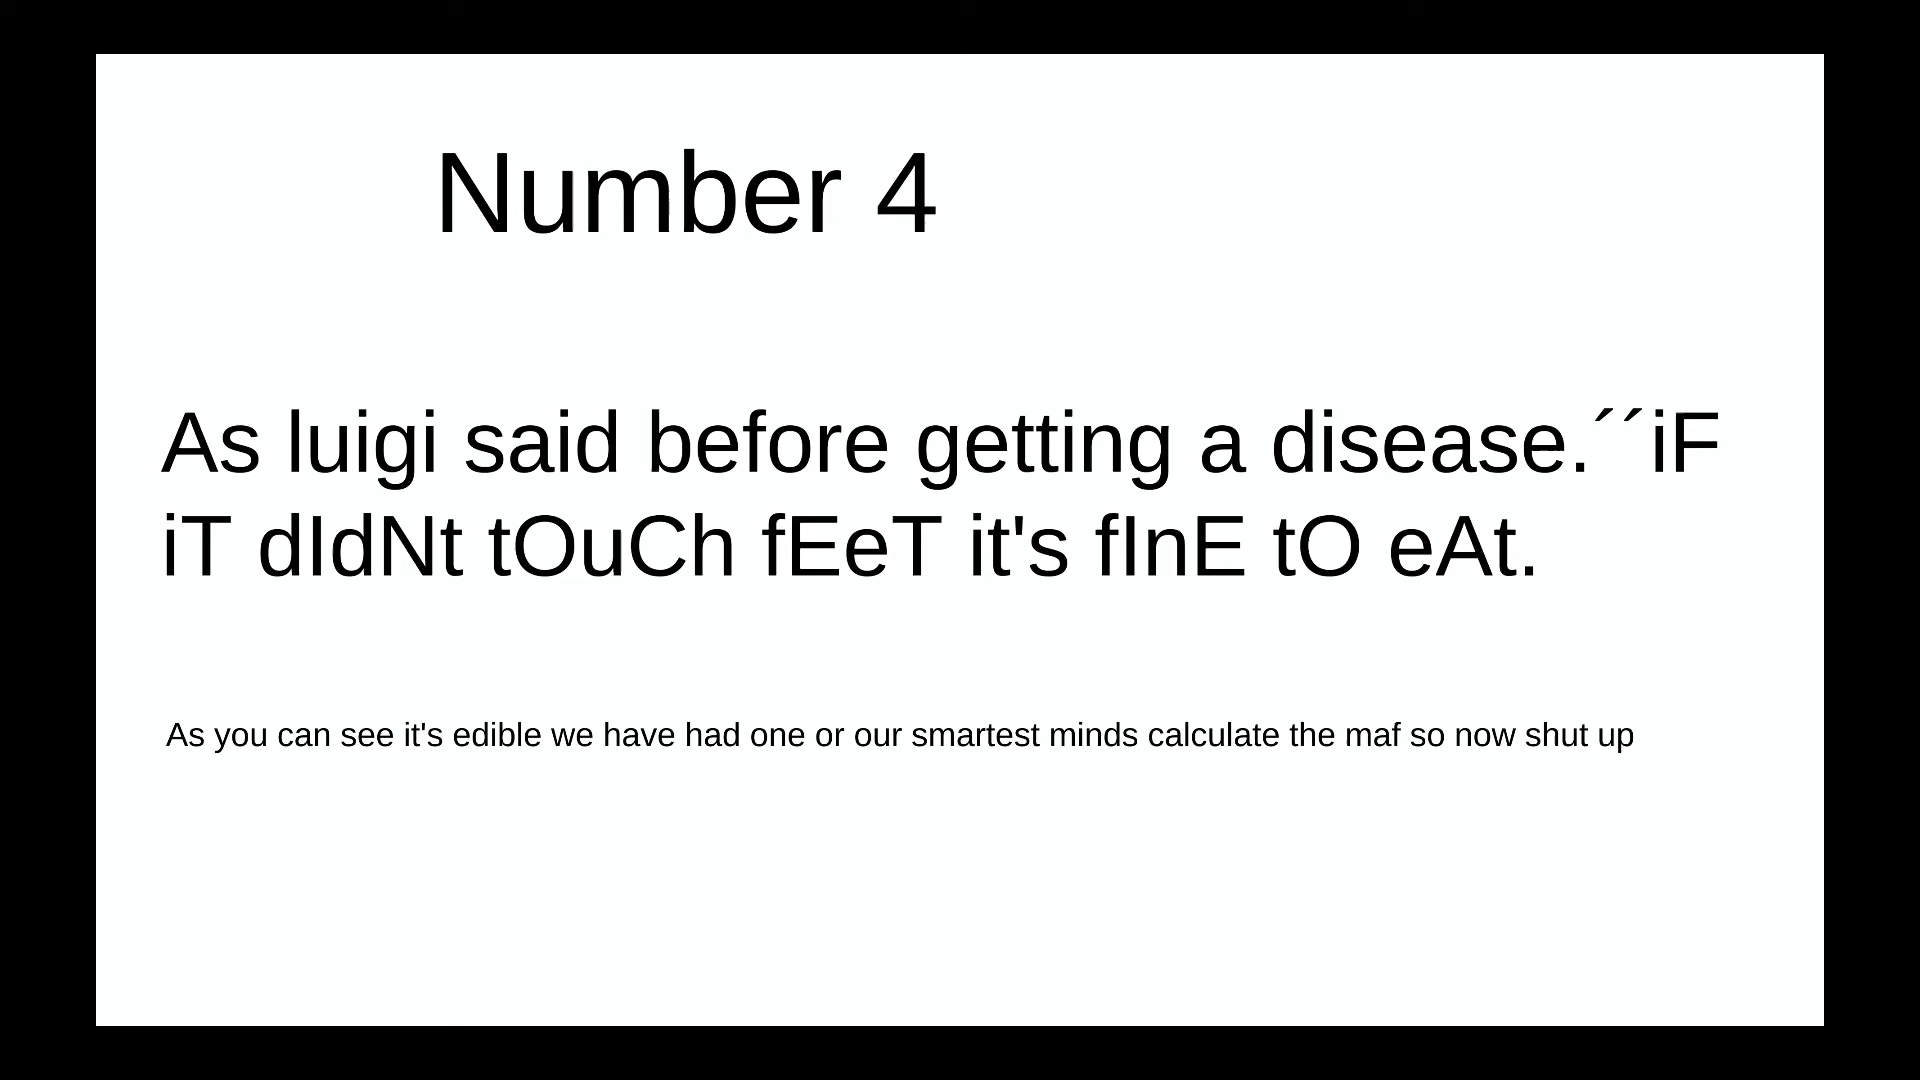 Number 4
As luigi said before getting a disease.´´iF
iT dIdNt tOuCh fEeT it's fInE tO eAt.
As you can see it's edible we have had one or our smartest minds calculate the maf so now shut up